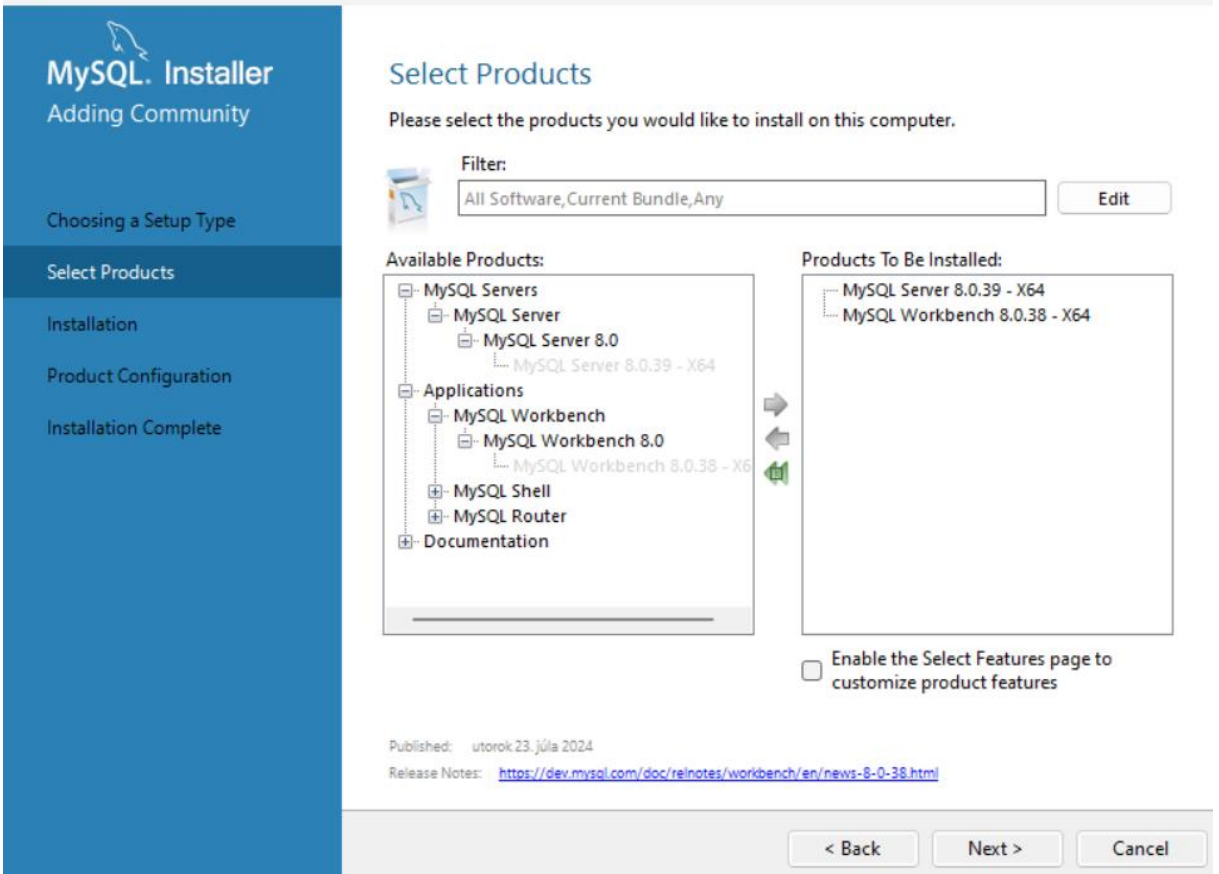 MySQL. Installer
Adding Community
Choosing a Setup Type
Select Products
Installation
Product Configuration
Installation Complete
Select Products
Please select the products you would like to install on this computer.
Filter:
All Software,Current Bundle,Any
Edit
Available Products:
MySQL Servers
MySQL Server
MySQL Server 8.0
MySQL Server 8.0.39 - X64
Applications
MySQL Workbench
MySQL Workbench 8.0
MySQL Workbench 8.0.38 - X6
MySQL Shell
MySQL Router
Documentation
Products To Be Installed:
MySQL Server 8.0.39 - X64
MySQL Workbench 8.0.38 - X64
Enable the Select Features page to
customize product features
Published: utorok 23. júla 2024
Release Notes: https://dev.mysql.com/doc/relnotes/workbench/en/news-8-0-38.html
< Back
Next >
Cancel